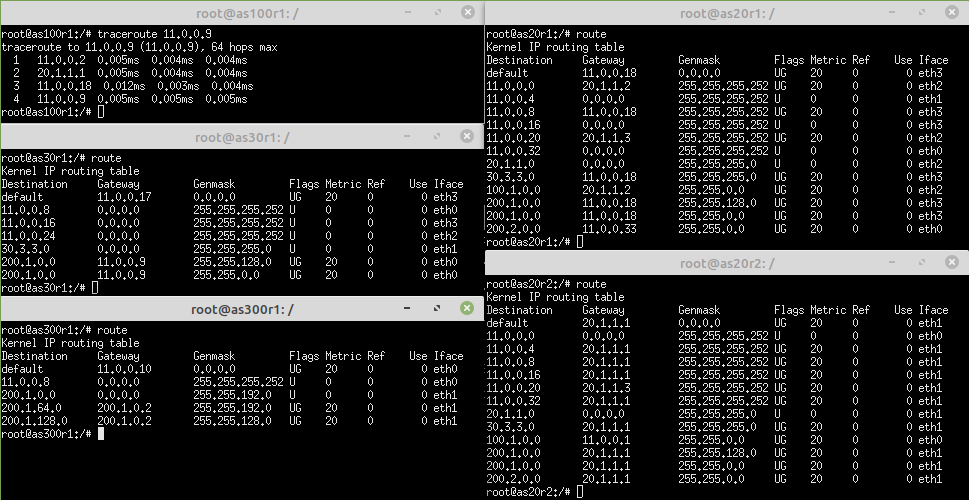 root@as100r1: /
root@as100r1:/# traceroute 11.0.0.9
traceroute to 11.0.0.9 (11.0.0.9), 64 hops max
1 11.0.0.2 0.005ms 0.004ms 0.004ms
2 20.1.1.1 0.005ms 0.004ms 0.004ms
3 11.0.0.18 0.012ms 0.003ms 0.004ms
4 11.0.0.9 0.005ms 0.005ms 0.005ms
root@as100r1:/#
root@as30r1: /
root@as30r1:/# route
Kernel IP routing table
Destination Gateway Genmask Flags Metric Ref Use Iface
default 11.0.0.17 0.0.0.0 UG 20 0 0 eth3
11.0.0.8 0.0.0.0 255.255.255.252 U 0 0 0 eth0
11.0.0.16 0.0.0.0 255.255.255.252 U 0 0 0 eth3
11.0.0.24 0.0.0.0 255.255.255.252 U 0 0 0 eth2
30.3.3.0 0.0.0.0 255.255.255.0 U 0 0 0 eth1
200.1.0.0 11.0.0.9 255.255.128.0 UG 20 0 0 eth0
200.1.0.0 11.0.0.9 255.255.0.0 UG 20 0 0 eth0
root@as30r1:/#
root@as300r1: /
root@as300r1:/# route
Kernel IP routing table
Destination Gateway Genmask Flags Metric Ref Use Iface
default 11.0.0.10 0.0.0.0 UG 20 0 0 eth0
11.0.0.8 0.0.0.0 255.255.255.252 U 0 0 0 eth0
200.1.0.0 0.0.0.0 255.255.192.0 U 0 0 0 eth1
200.1.64.0 200.1.0.2 255.255.192.0 UG 20 0 0 eth1
200.1.128.0 200.1.0.2 255.255.128.0 UG 20 0 0 eth1
root@as300r1:/#
root@as20r1: /
root@as20r1:/# route
Kernel IP routing table
Destination Gateway Genmask Flags Metric Ref Use Iface
default 11.0.0.18 0.0.0.0 UG 20 0 0 eth3
11.0.0.0 20.1.1.2 255.255.255.252 UG 20 0 0 eth2
11.0.0.4 0.0.0.0 255.255.255.252 U 0 0 0 eth1
11.0.0.8 11.0.0.18 255.255.255.252 UG 20 0 0 eth3
11.0.0.16 0.0.0.0 255.255.255.252 U 0 0 0 eth3
11.0.0.20 20.1.1.3 255.255.255.252 UG 20 0 0 eth2
11.0.0.32 0.0.0.0 255.255.255.252 U 0 0 0 eth0
20.1.1.0 0.0.0.0 255.255.255.0 U 0 0 0 eth2
30.3.3.0 11.0.0.18 255.255.255.0 UG 20 0 0 eth3
100.1.0.0 20.1.1.2 255.255.0.0 UG 20 0 0 eth2
200.1.0.0 11.0.0.18 255.255.128.0 UG 20 0 0 eth3
200.1.0.0 11.0.0.18 255.255.0.0 UG 20 0 0 eth3
200.2.0.0 11.0.0.33 255.255.0.0 UG 20 0 0 eth0
root@as20r1:/#
root@as20r2: /
root@as20r2:/# route
Kernel IP routing table
Destination Gateway Genmask Flags Metric Ref Use Iface
default 20.1.1.1 0.0.0.0 UG 20 0 0 eth1
11.0.0.0 0.0.0.0 255.255.255.252 U 0 0 0 eth0
11.0.0.4 20.1.1.1 255.255.255.252 UG 20 0 0 eth1
11.0.0.8 20.1.1.1 255.255.255.252 UG 20 0 0 eth1
11.0.0.16 20.1.1.1 255.255.255.252 UG 20 0 0 eth1
11.0.0.20 20.1.1.3 255.255.255.252 UG 20 0 0 eth1
11.0.0.32 20.1.1.1 255.255.255.252 UG 20 0 0 eth1
20.1.1.0 0.0.0.0 255.255.255.0 U 0 0 0 eth1
30.3.3.0 20.1.1.1 255.255.255.0 UG 20 0 0 eth1
100.1.0.0 11.0.0.1 255.255.0.0 UG 20 0 0 eth0
200.1.0.0 20.1.1.1 255.255.128.0 UG 20 0 0 eth1
200.1.0.0 20.1.1.1 255.255.0.0 UG 20 0 0 eth1
200.2.0.0 20.1.1.1 255.255.0.0 UG 20 0 0 eth1
root@as20r2:/#